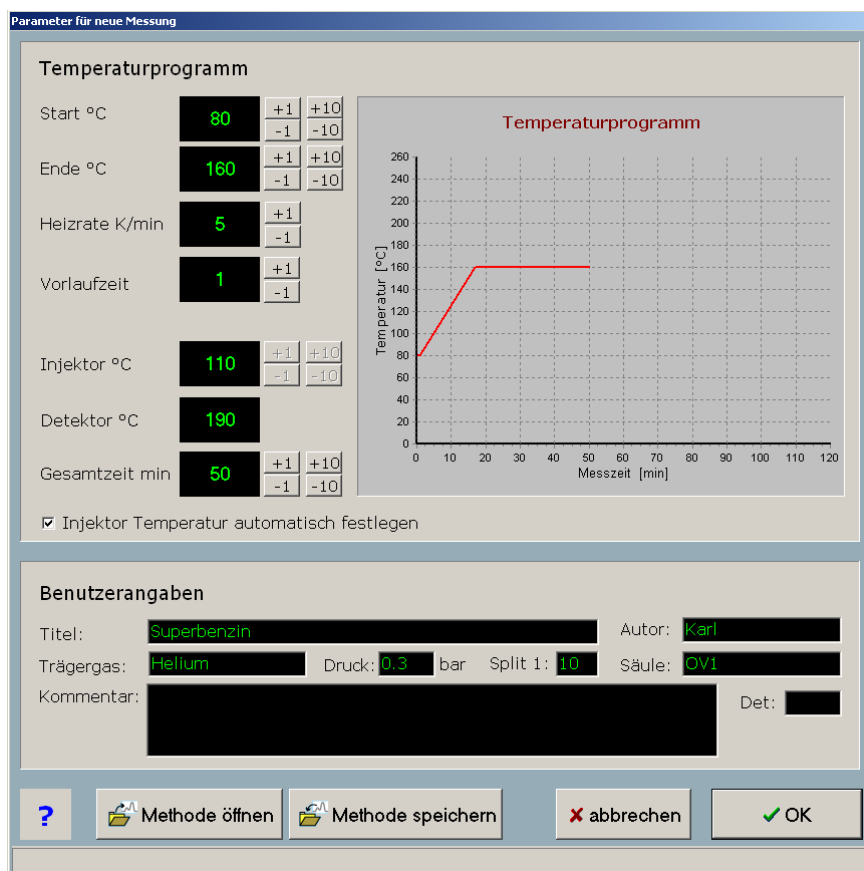 Parameter für neue Messung
Temperaturprogramm
Start °C 80 +1 +10
-1 -10
Ende °C 160 +1 +10
-1 -10
Heizrate K/min 5 +1
-1
Vorlaufzeit 1 +1
-1
Injektor °C 110 +1 +10
-1 -10
Detektor °C 190
Gesamtzeit min 50 +1 +10
-1 -10
Temperaturprogramm
Temperatur [°C]
260
240
220
200
180
160
140
120
100
80
60
40
20
0
0 10 20 30 40 50 60 70 80 90 100 110 120
Messzeit [min]
Injektor Temperatur automatisch festlegen
Benutzerangaben
Titel: Superbenzin Autor: Karl
Trägergas: Helium Druck: 0.3 bar Split 1: 10 Säule: OV1
Kommentar: Det:
? Methode öffnen Methode speichern abbrechen OK